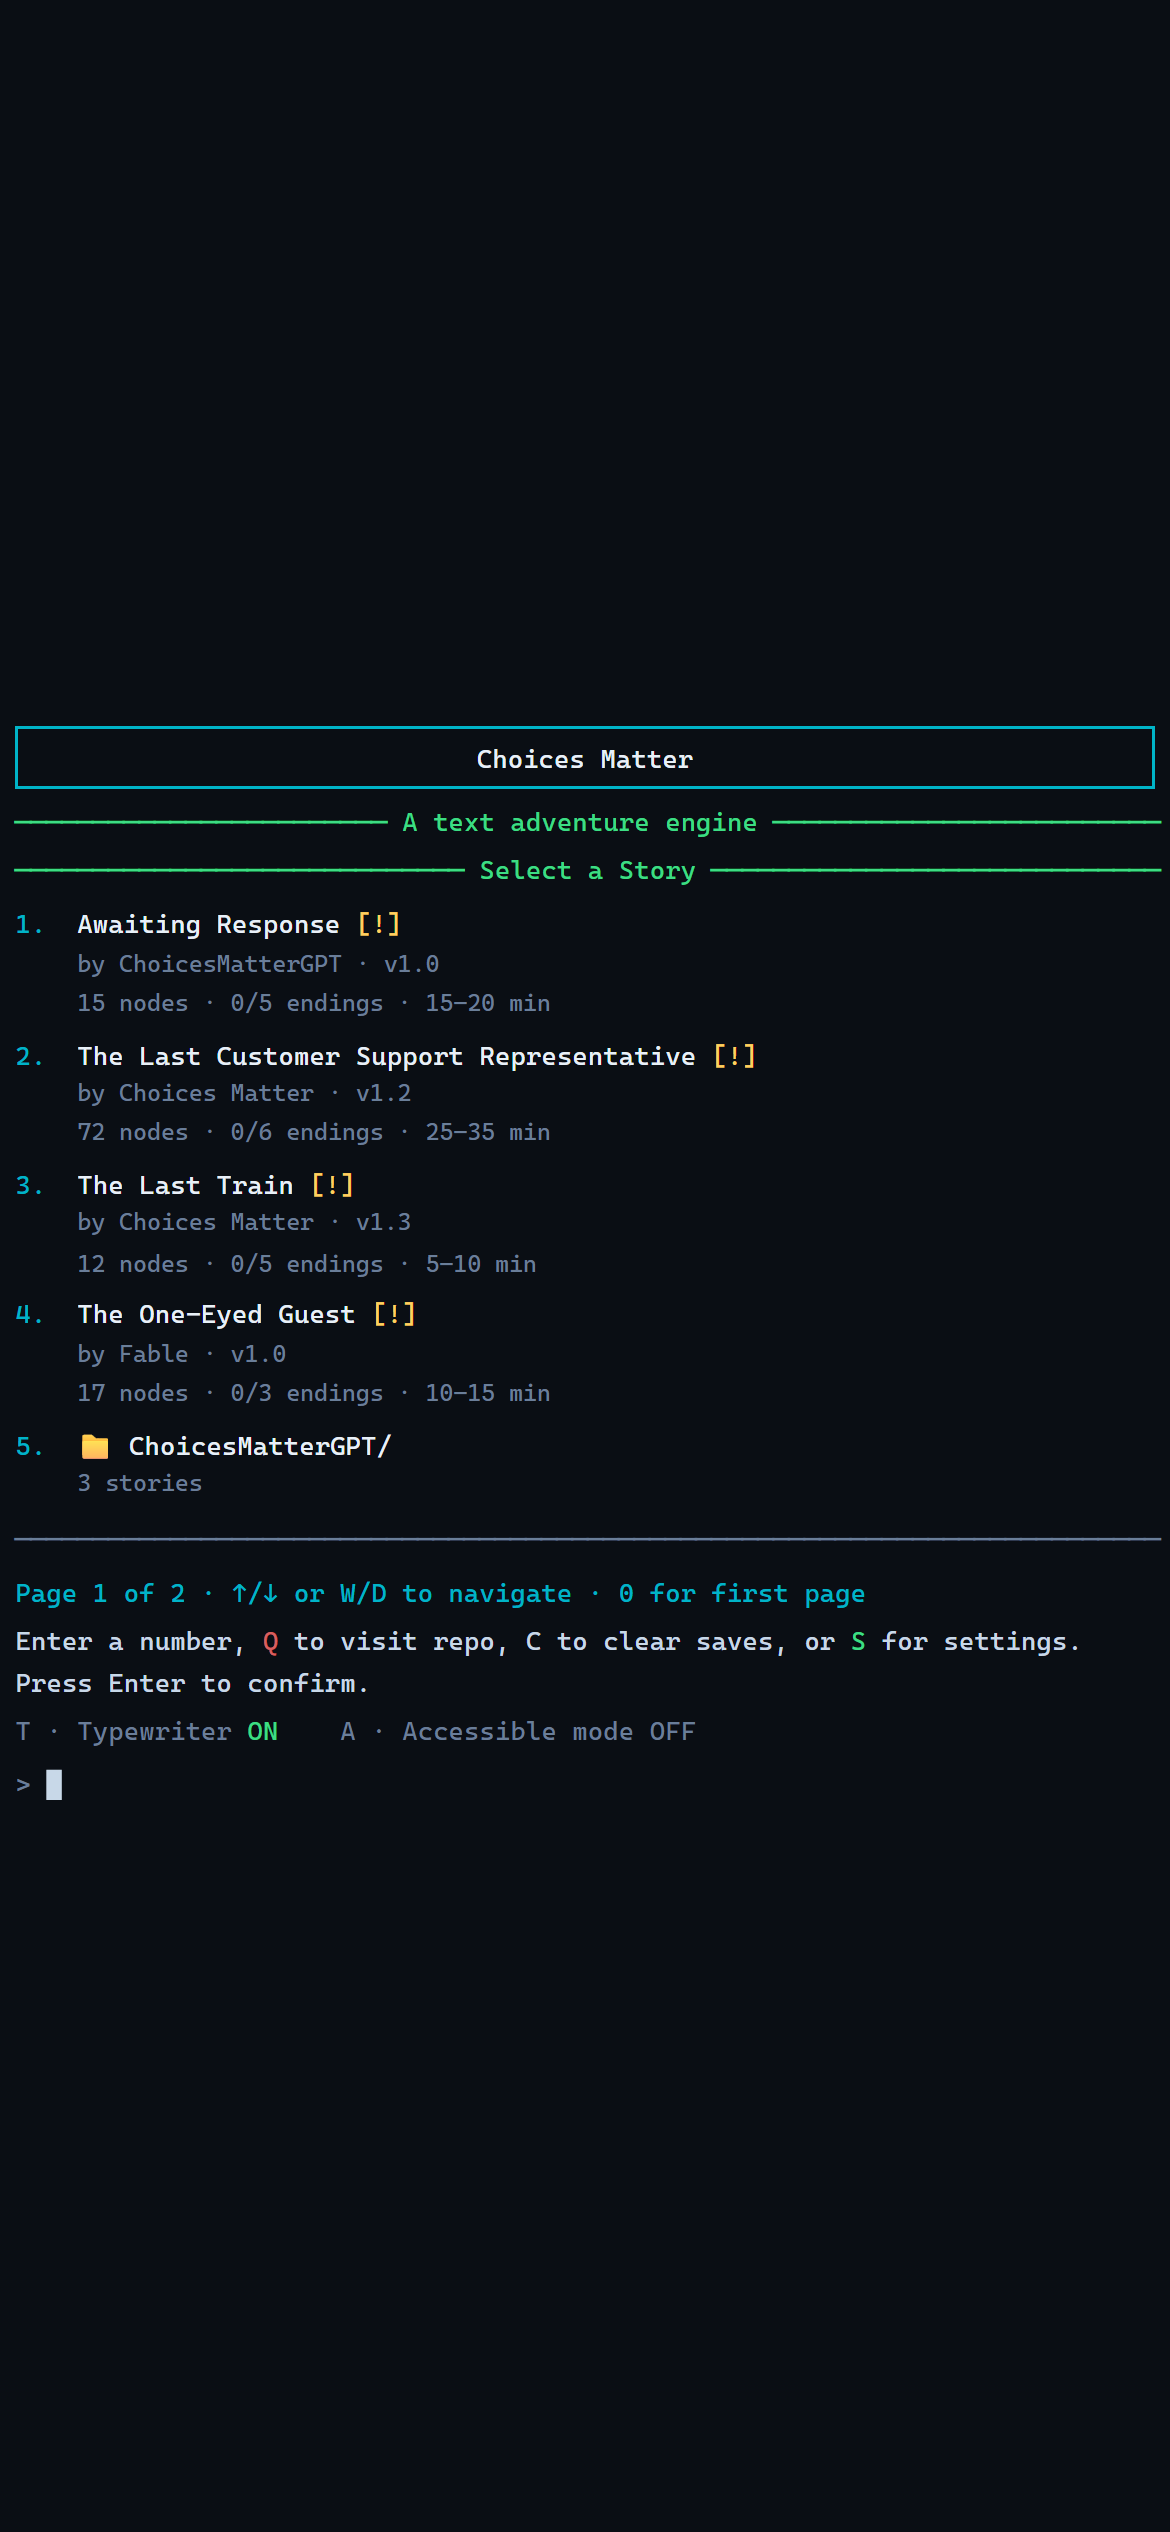 Choices Matter
A text adventure engine
Select a Story
1. Awaiting Response [!]
by ChoicesMatterGPT · v1.0
15 nodes · 0/5 endings · 15–20 min
2. The Last Customer Support Representative [!]
by Choices Matter · v1.2
72 nodes · 0/6 endings · 25–35 min
3. The Last Train [!]
by Choices Matter · v1.3
12 nodes · 0/5 endings · 5–10 min
4. The One-Eyed Guest [!]
by Fable · v1.0
17 nodes · 0/3 endings · 10–15 min
5. 📁 ChoicesMatterGPT/
3 stories
Page 1 of 2 · ↑/↓ or W/D to navigate · 0 for first page
Enter a number, Q to visit repo, C to clear saves, or S for settings.
Press Enter to confirm.
T · Typewriter ON A · Accessible mode OFF
>